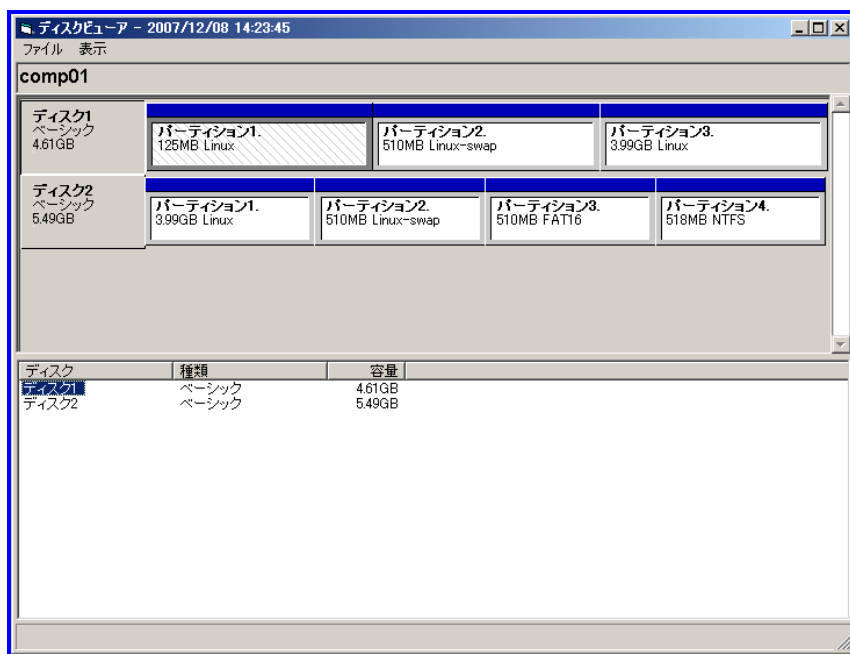 ディスクビューア - 2007/12/08 14:23:45
ファイル 表示
comp01
ディスク1
ベーシック
4.61GB
パーティション1.
125MB Linux
パーティション2.
510MB Linux-swap
パーティション3.
3.99GB Linux
ディスク2
ベーシック
5.49GB
パーティション1.
3.99GB Linux
パーティション2.
510MB Linux-swap
パーティション3.
510MB FAT16
パーティション4.
518MB NTFS
ディスク 種類 容量
ディスク1 ベーシック 4.61GB
ディスク2 ベーシック 5.49GB